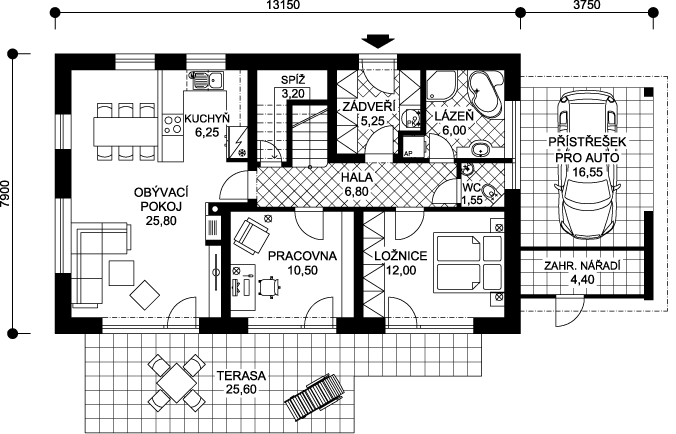 13150
3750
7900
SPÍŽ
3,20
KUCHYŇ
6,25
ZÁDVEŘÍ
5,25
PR
LÁZEŇ
6,00
AP
PŘÍSTŘEŠEK
PRO AUTO
16,55
OBÝVACÍ
POKOJ
25,80
HALA
6,80
WC
1,55
PRACOVNA
10,50
LOŽNICE
12,00
ZAHR. NÁŘADÍ
4,40
TERASA
25,60